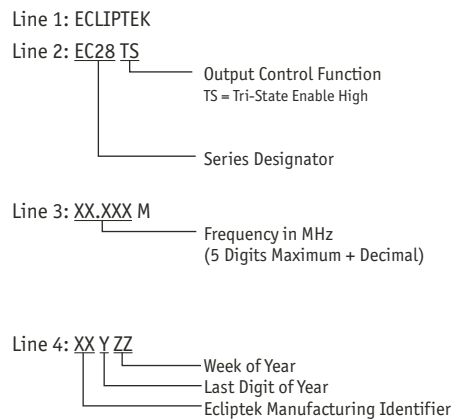 Line 1: ECLIPTEK
Line 2: EC28 TS
Output Control Function
TS = Tri-State Enable High
Series Designator
Line 3: XX.XXX M
Frequency in MHz
(5 Digits Maximum + Decimal)
Line 4: XX Y ZZ
Week of Year
Last Digit of Year
Ecliptek Manufacturing Identifier